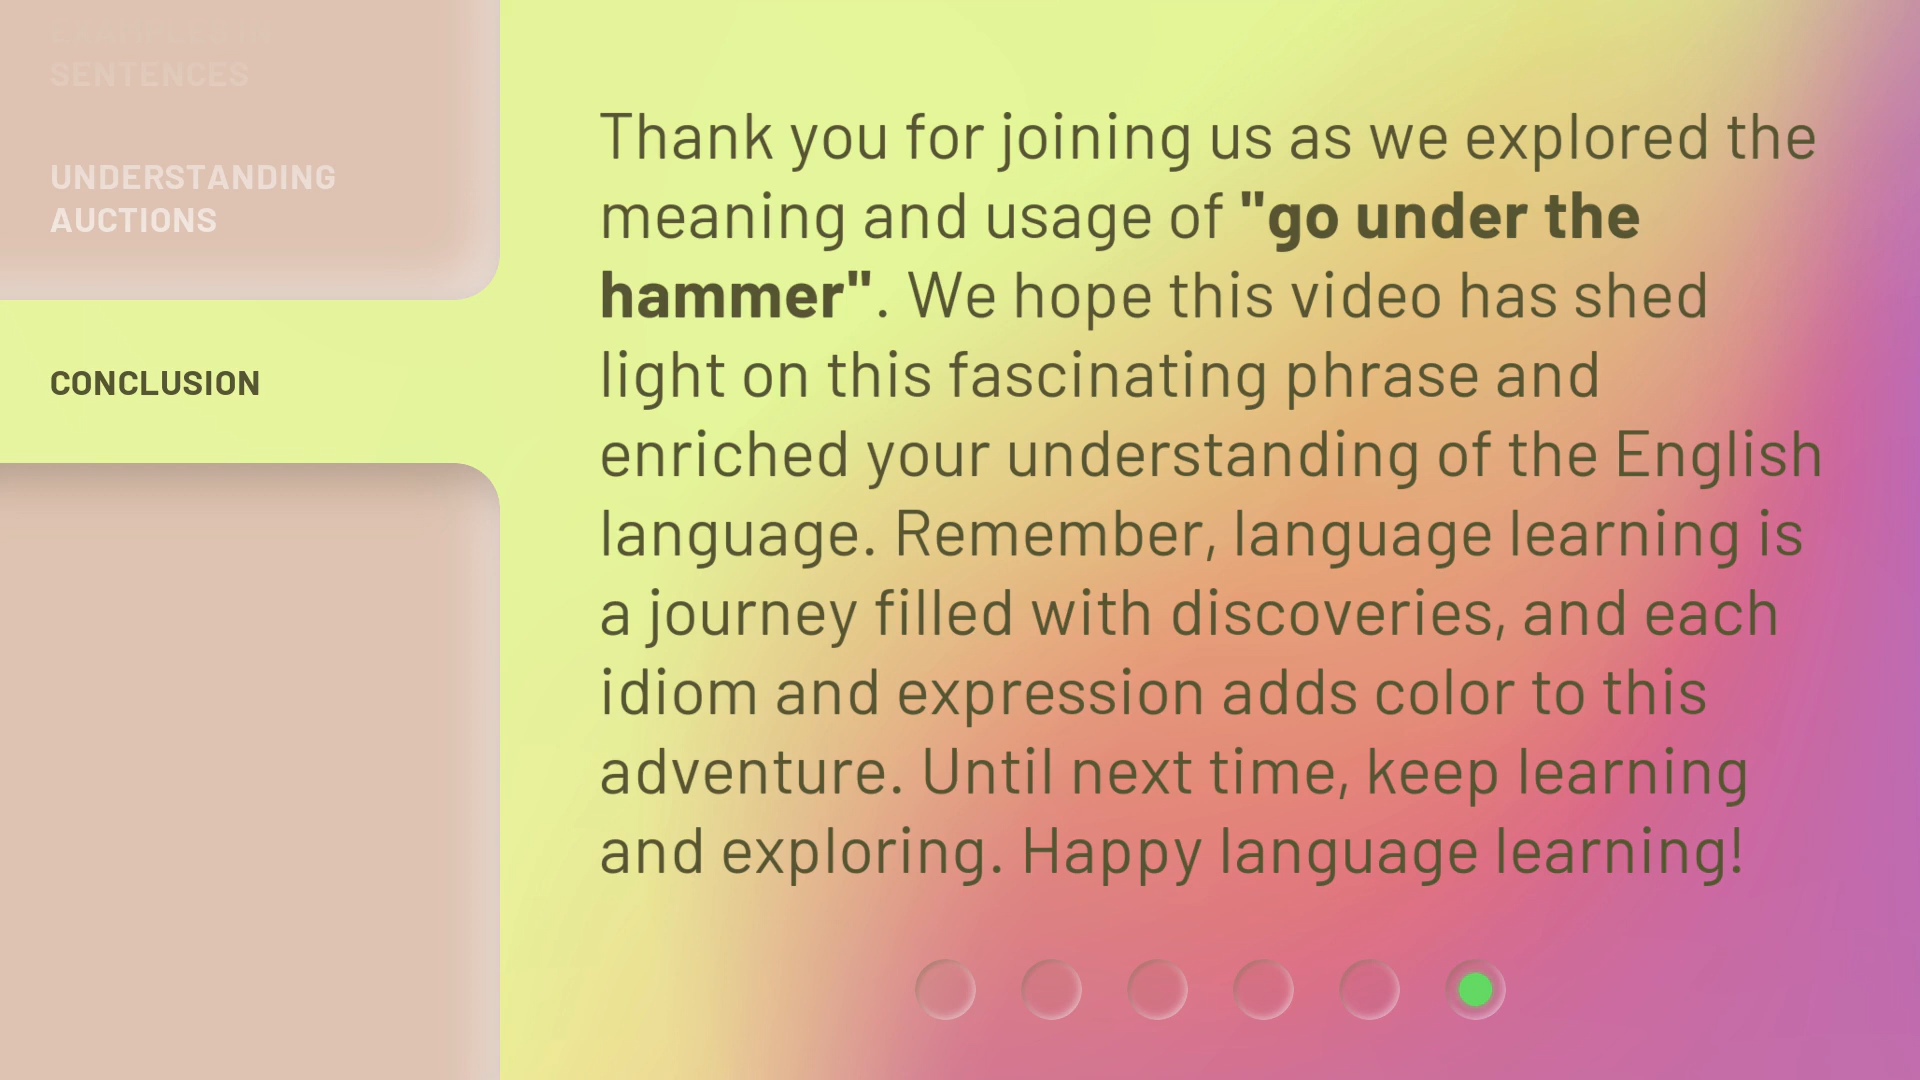 EXAMPLES IN
SENTENCES
UNDERSTANDING
AUCTIONS
CONCLUSION
Thank you for joining us as we explored the
meaning and usage of "go under the
hammer". We hope this video has shed
light on this fascinating phrase and
enriched your understanding of the English
language. Remember, language learning is
a journey filled with discoveries, and each
idiom and expression adds color to this
adventure. Until next time, keep learning
and exploring. Happy language learning!